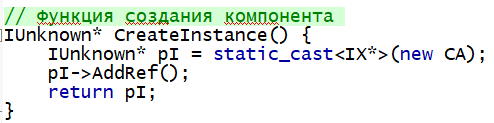 // функция создания компонента
IUnknown* CreateInstance() {
    IUnknown* pI = static_cast<IX*>(new CA);
    pI->AddRef();
    return pI;
}